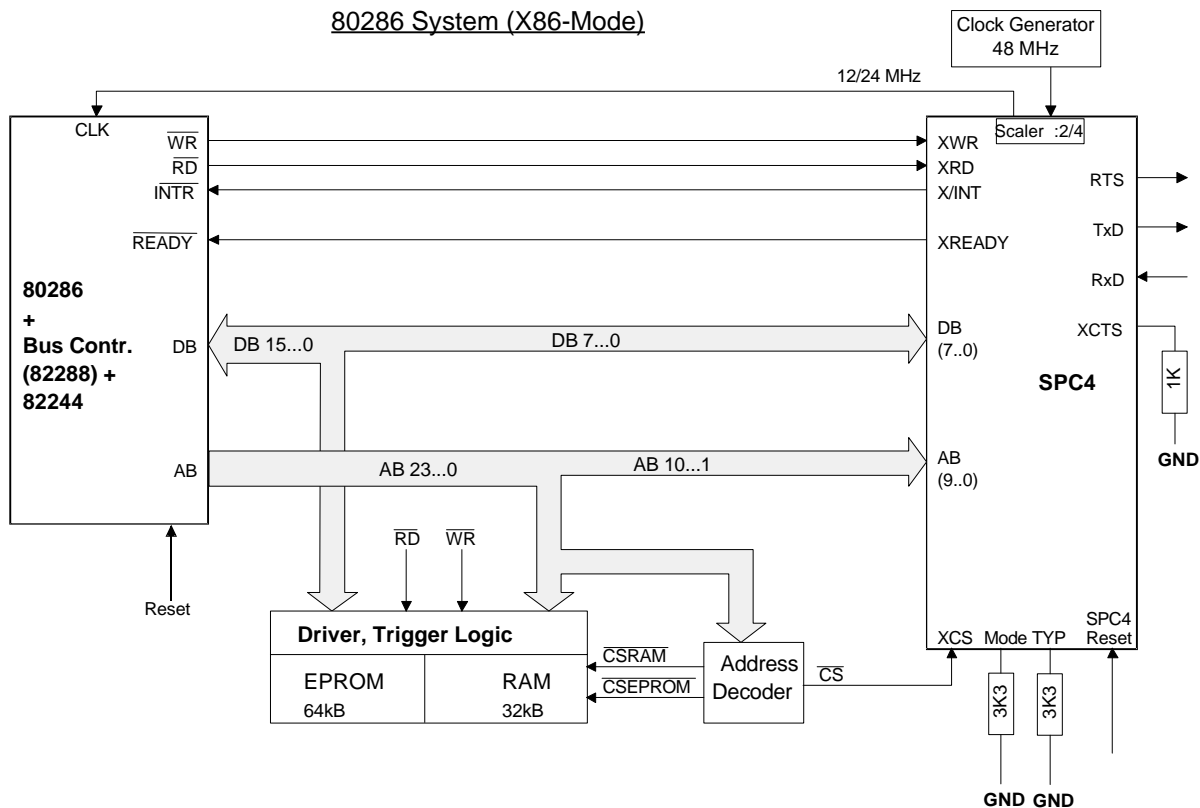 80286 System (X86-Mode)
Clock Generator
48 MHz
12/24 MHz
CLK
Scaler :2/4
WR
XWR
RD
XRD
RTS
INTR
X/INT
TxD
READY
XREADY
RxD
80286
+
Bus Contr.
(82288) +
82244
DB
DB 15...0
DB 7...0
DB
(7..0)
XCTS
SPC4
1K
GND
AB
AB 23...0
AB 10...1
AB
(9..0)
RD
WR
Reset
Driver, Trigger Logic
EPROM
64kB
RAM
32kB
CSRAM
CSEPROM
Address
Decoder
CS
XCS
Mode
TYP
SPC4
Reset
3K3
3K3
GND
GND